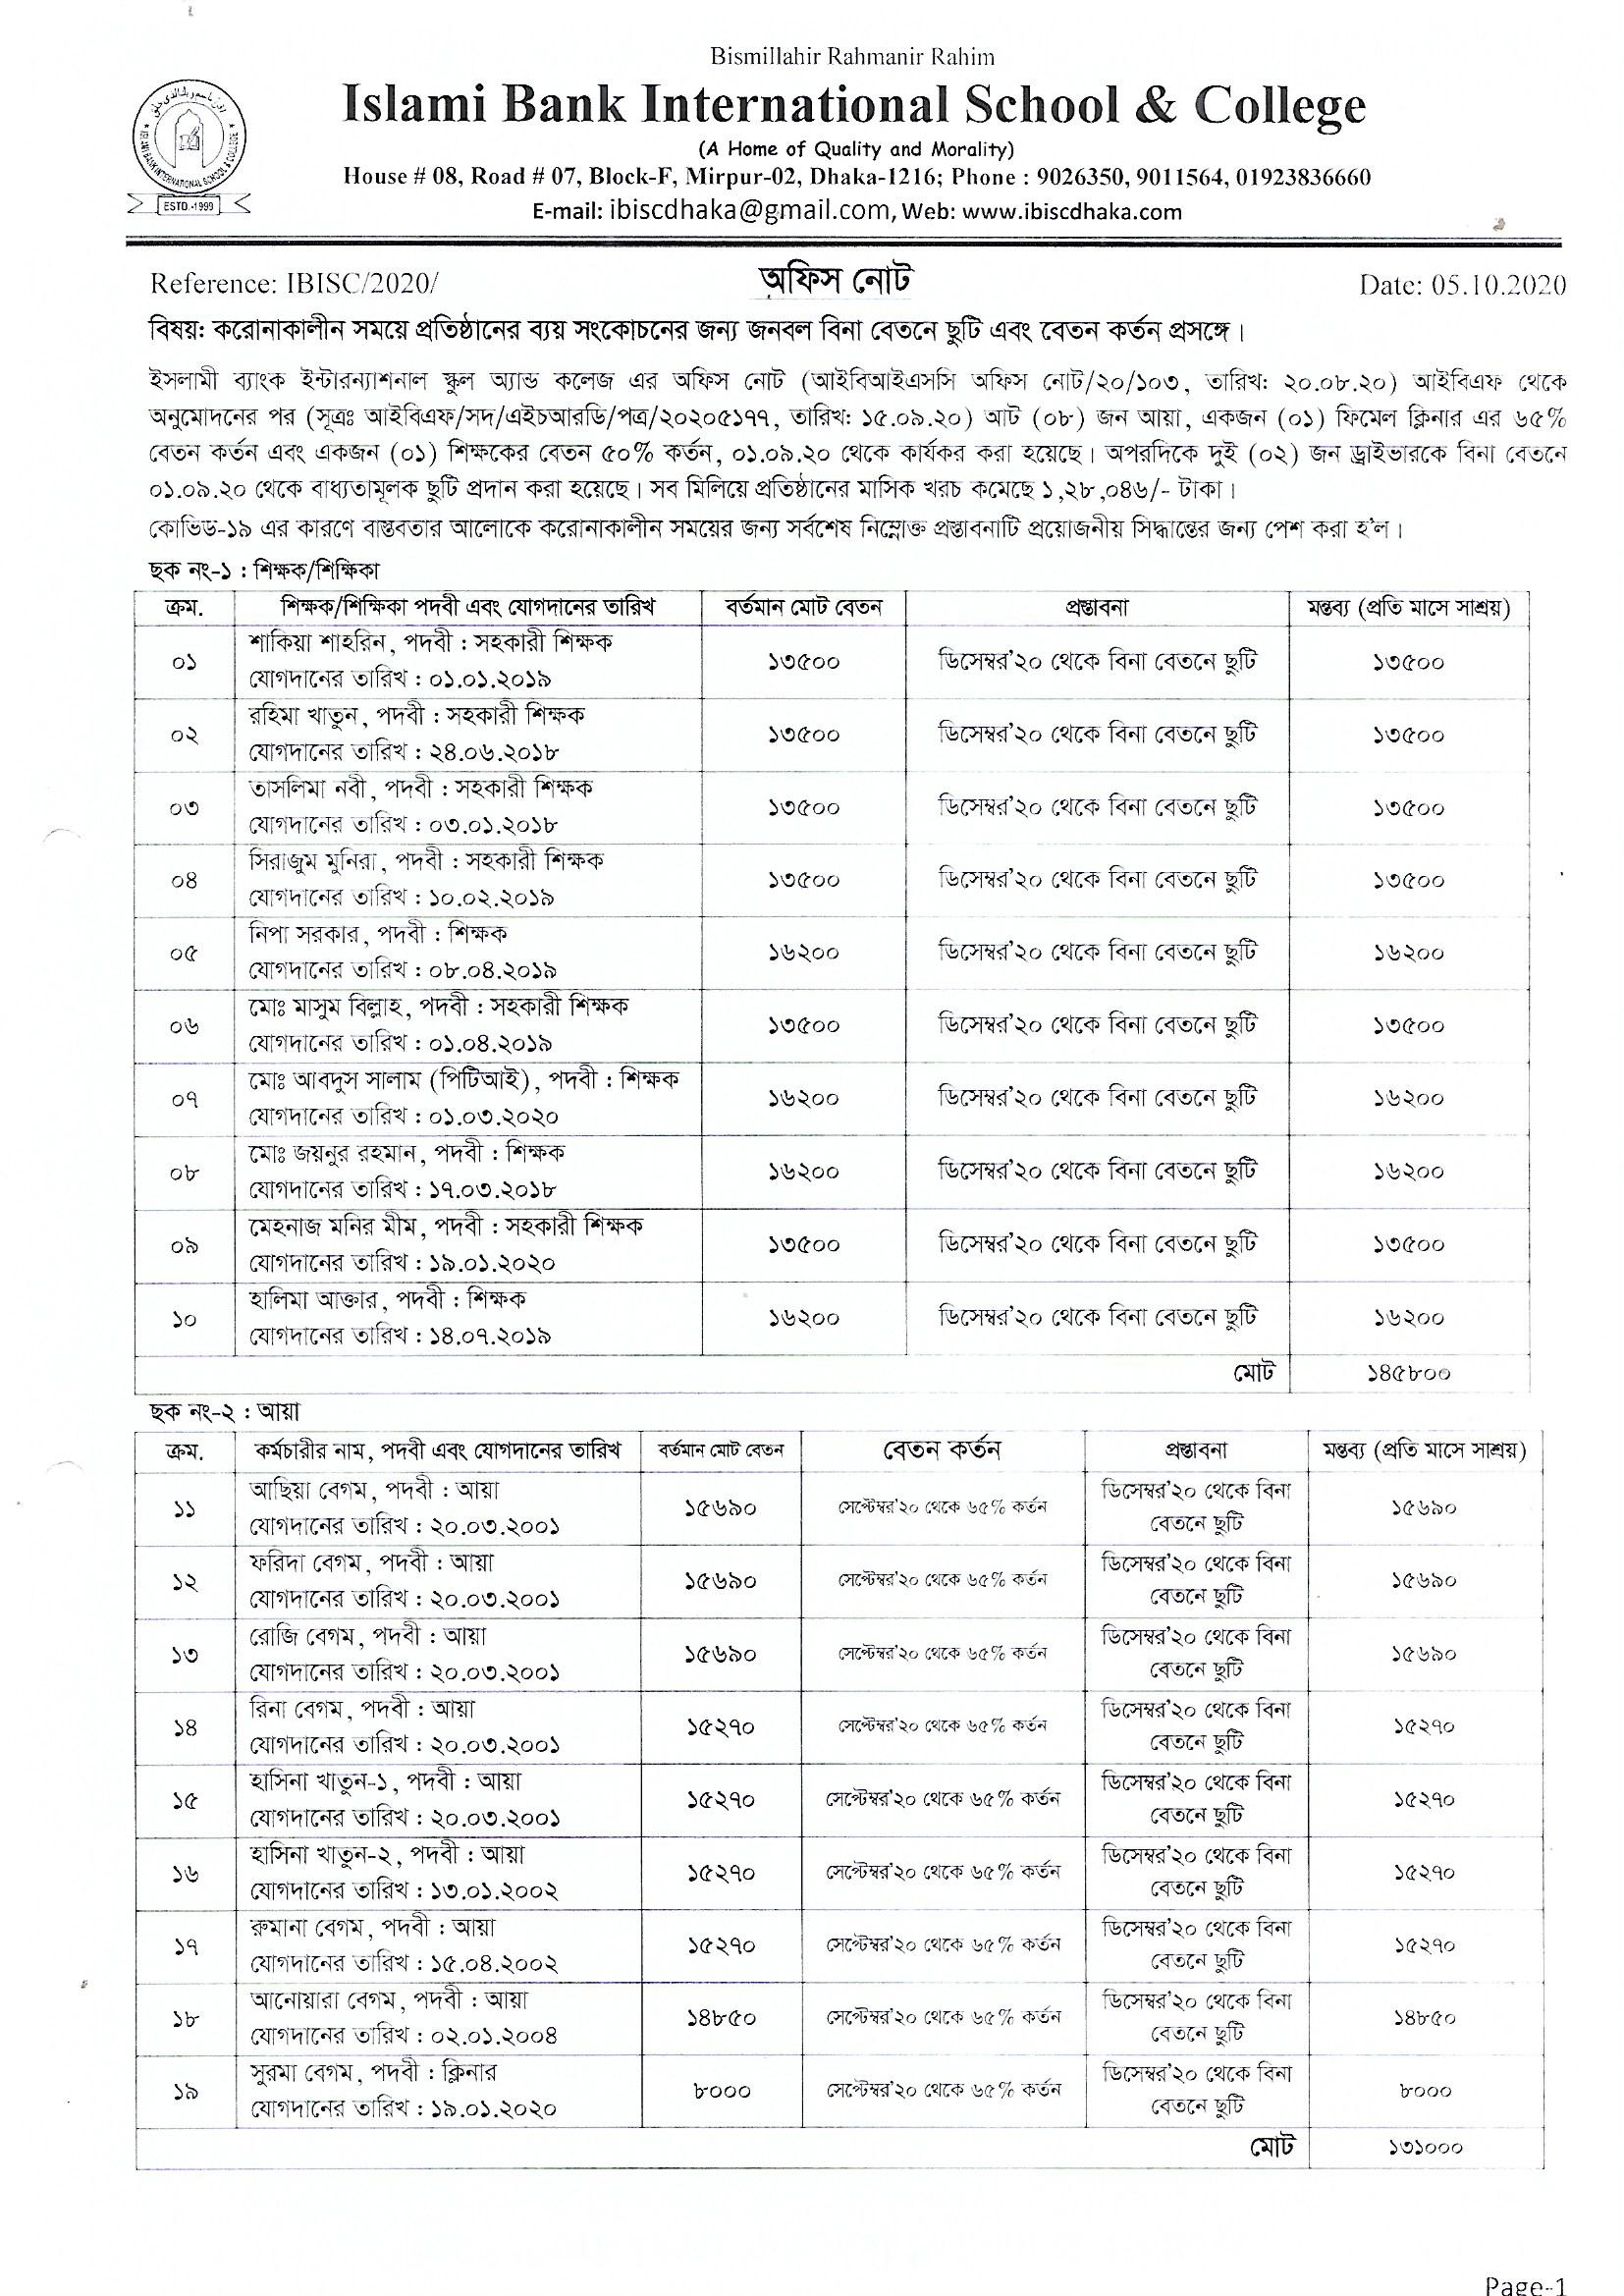 Bismillahir Rahmanir Rahim
Islami Bank International School & College
(A Home of Quality and Morality)
House # 08, Road # 07, Block-F, Mirpur-02, Dhaka-1216; Phone : 9026350, 9011564, 01923836660
E-mail: ibiscdhaka@gmail.com, Web: www.ibiscdhaka.com
ISLAMI BANK INTERNATIONAL SCHOOL & COLLEGE
ESTD.-1999
Reference: IBISC/2020/ অফিস নোট Date: 05.10.2020
বিষয়: করোনাকালীন সময়ে প্রতিষ্ঠানের ব্যয় সংকোচনের জন্য জনবল বিনা বেতনে ছুটি এবং বেতন কর্তন প্রসঙ্গে।
ইসলামী ব্যাংক ইন্টারন্যাশনাল স্কুল অ্যান্ড কলেজ এর অফিস নোট (আইবিআইএসসি অফিস নোট/২০/১০৩, তারিখ: ২০.০৮.২০) আইবিএফ থেকে
অনুমোদনের পর (সূত্রঃ আইবিএফ/সদ/এইচআরডি/পত্র/২০২০৫১৭৭, তারিখ: ১৫.০৯.২০) আট (০৮) জন আয়া, একজন (০১) ফিমেল ক্লিনার এর ৬৫%
বেতন কর্তন এবং একজন (০১) শিক্ষকের বেতন ৫০% কর্তন, ০১.০৯.২০ থেকে কার্যকর করা হয়েছে। অপরদিকে দুই (০২) জন ড্রাইভারকে বিনা বেতনে
০১.০৯.২০ থেকে বাধ্যতামূলক ছুটি প্রদান করা হয়েছে। সব মিলিয়ে প্রতিষ্ঠানের মাসিক খরচ কমেছে ১,২৮,০৪৬/- টাকা।
কোভিড-১৯ এর কারণে বাস্তবতার আলোকে করোনাকালীন সময়ের জন্য সর্বশেষ নিম্নোক্ত প্রস্তাবনাটি প্রয়োজনীয় সিদ্ধান্তের জন্য পেশ করা হ'ল।
ছক নং-১ : শিক্ষক/শিক্ষিকা
ক্রম. শিক্ষক/শিক্ষিকা পদবী এবং যোগদানের তারিখ বর্তমান মোট বেতন প্রস্তাবনা মন্তব্য (প্রতি মাসে সাশ্রয়)
শাকিয়া শাহরিন, পদবী : সহকারী শিক্ষক
০১ ১৩৫০০ ডিসেম্বর'২০ থেকে বিনা বেতনে ছুটি ১৩৫০০
যোগদানের তারিখ : ০১.০১.২০১৯
রহিমা খাতুন, পদবী : সহকারী শিক্ষক
০২ ১৩৫০০ ডিসেম্বর'২০ থেকে বিনা বেতনে ছুটি ১৩৫০০
যোগদানের তারিখ : ২৪.০৬.২০১৮
তাসলিমা নবী, পদবী : সহকারী শিক্ষক
০৩ ১৩৫০০ ডিসেম্বর'২০ থেকে বিনা বেতনে ছুটি ১৩৫০০
যোগদানের তারিখ : ০৩.০১.২০১৮
সিরাজুম মুনিরা, পদবী : সহকারী শিক্ষক
০৪ ১৩৫০০ ডিসেম্বর'২০ থেকে বিনা বেতনে ছুটি ১৩৫০০
যোগদানের তারিখ : ১০.০২.২০১৯
নিপা সরকার, পদবী : শিক্ষক
০৫ ১৬২০০ ডিসেম্বর'২০ থেকে বিনা বেতনে ছুটি ১৬২০০
যোগদানের তারিখ : ০৮.০৪.২০১৯
মোঃ মাসুম বিল্লাহ, পদবী : সহকারী শিক্ষক
০৬ ১৩৫০০ ডিসেম্বর'২০ থেকে বিনা বেতনে ছুটি ১৩৫০০
যোগদানের তারিখ : ০১.০৪.২০১৯
মোঃ আবদুস সালাম (পিটিআই), পদবী : শিক্ষক
০৭ ১৬২০০ ডিসেম্বর'২০ থেকে বিনা বেতনে ছুটি ১৬২০০
যোগদানের তারিখ : ০১.০৩.২০২০
মোঃ জয়নুর রহমান, পদবী : শিক্ষক
০৮ ১৬২০০ ডিসেম্বর'২০ থেকে বিনা বেতনে ছুটি ১৬২০০
যোগদানের তারিখ : ১৭.০৩.২০১৮
মেহনাজ মনির মীম, পদবী : সহকারী শিক্ষক
০৯ ১৩৫০০ ডিসেম্বর'২০ থেকে বিনা বেতনে ছুটি ১৩৫০০
যোগদানের তারিখ : ১৯.০১.২০২০
হালিমা আক্তার, পদবী : শিক্ষক
১০ ১৬২০০ ডিসেম্বর'২০ থেকে বিনা বেতনে ছুটি ১৬২০০
যোগদানের তারিখ : ১৪.০৭.২০১৯
মোট ১৪৫৮০০
ছক নং-২ : আয়া
ক্রম. কর্মচারীর নাম, পদবী এবং যোগদানের তারিখ বর্তমান মোট বেতন বেতন কর্তন প্রস্তাবনা মন্তব্য (প্রতি মাসে সাশ্রয়)
আছিয়া বেগম, পদবী : আয়া ডিসেম্বর'২০ থেকে বিনা
১১ ১৫৬৯০ সেপ্টেম্বর'২০ থেকে ৬৫% কর্তন ১৫৬৯০
যোগদানের তারিখ : ২০.০৩.২০০১ বেতনে ছুটি
ফরিদা বেগম, পদবী : আয়া ডিসেম্বর'২০ থেকে বিনা
১২ ১৫৬৯০ সেপ্টেম্বর'২০ থেকে ৬৫% কর্তন ১৫৬৯০
যোগদানের তারিখ : ২০.০৩.২০০১ বেতনে ছুটি
রোজি বেগম, পদবী : আয়া ডিসেম্বর'২০ থেকে বিনা
১৩ ১৫৬৯০ সেপ্টেম্বর'২০ থেকে ৬৫% কর্তন ১৫৬৯০
যোগদানের তারিখ : ২০.০৩.২০০১ বেতনে ছুটি
রিনা বেগম, পদবী : আয়া ডিসেম্বর'২০ থেকে বিনা
১৪ ১৫২৭০ সেপ্টেম্বর'২০ থেকে ৬৫% কর্তন ১৫২৭০
যোগদানের তারিখ : ২০.০৩.২০০১ বেতনে ছুটি
হাসিনা খাতুন-১, পদবী : আয়া ডিসেম্বর'২০ থেকে বিনা
১৫ ১৫২৭০ সেপ্টেম্বর'২০ থেকে ৬৫% কর্তন ১৫২৭০
যোগদানের তারিখ : ২০.০৩.২০০১ বেতনে ছুটি
হাসিনা খাতুন-২, পদবী : আয়া ডিসেম্বর'২০ থেকে বিনা
১৬ ১৫২৭০ সেপ্টেম্বর'২০ থেকে ৬৫% কর্তন ১৫২৭০
যোগদানের তারিখ : ১৩.০১.২০০২ বেতনে ছুটি
রুমানা বেগম, পদবী : আয়া ডিসেম্বর'২০ থেকে বিনা
১৭ ১৫২৭০ সেপ্টেম্বর'২০ থেকে ৬৫% কর্তন ১৫২৭০
যোগদানের তারিখ : ১৫.০৪.২০০২ বেতনে ছুটি
আনোয়ারা বেগম, পদবী : আয়া ডিসেম্বর'২০ থেকে বিনা
১৮ ১৪৮৫০ সেপ্টেম্বর'২০ থেকে ৬৫% কর্তন ১৪৮৫০
যোগদানের তারিখ : ০২.০১.২০০৪ বেতনে ছুটি
সুরমা বেগম, পদবী : ক্লিনার ডিসেম্বর'২০ থেকে বিনা
১৯ ৮০০০ সেপ্টেম্বর'২০ থেকে ৬৫% কর্তন ৮০০০
যোগদানের তারিখ : ১৯.০১.২০২০ বেতনে ছুটি
মোট ১৩১০০০
Page-1